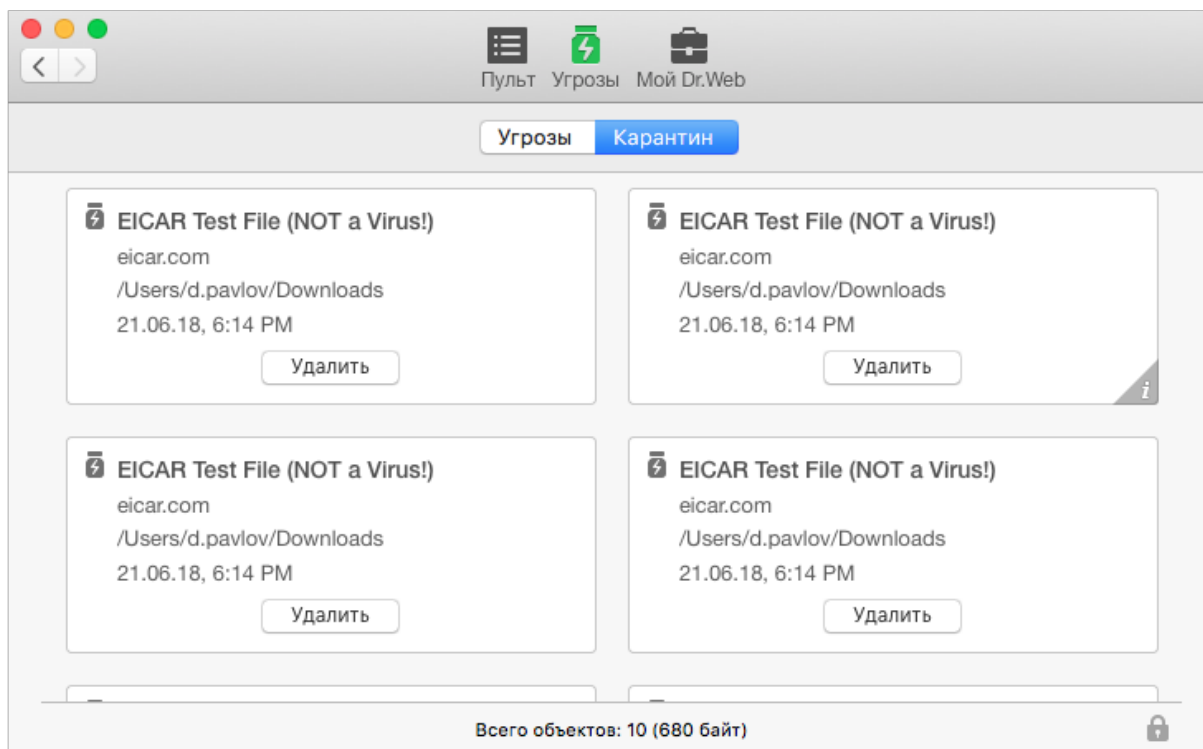 Пульт Угрозы Мой Dr.Web
Угрозы Карантин
EICAR Test File (NOT a Virus!)
eicar.com
/Users/d.pavlov/Downloads
21.06.18, 6:14 PM
Удалить
EICAR Test File (NOT a Virus!)
eicar.com
/Users/d.pavlov/Downloads
21.06.18, 6:14 PM
Удалить
i
EICAR Test File (NOT a Virus!)
eicar.com
/Users/d.pavlov/Downloads
21.06.18, 6:14 PM
Удалить
EICAR Test File (NOT a Virus!)
eicar.com
/Users/d.pavlov/Downloads
21.06.18, 6:14 PM
Удалить
Всего объектов: 10 (680 байт)